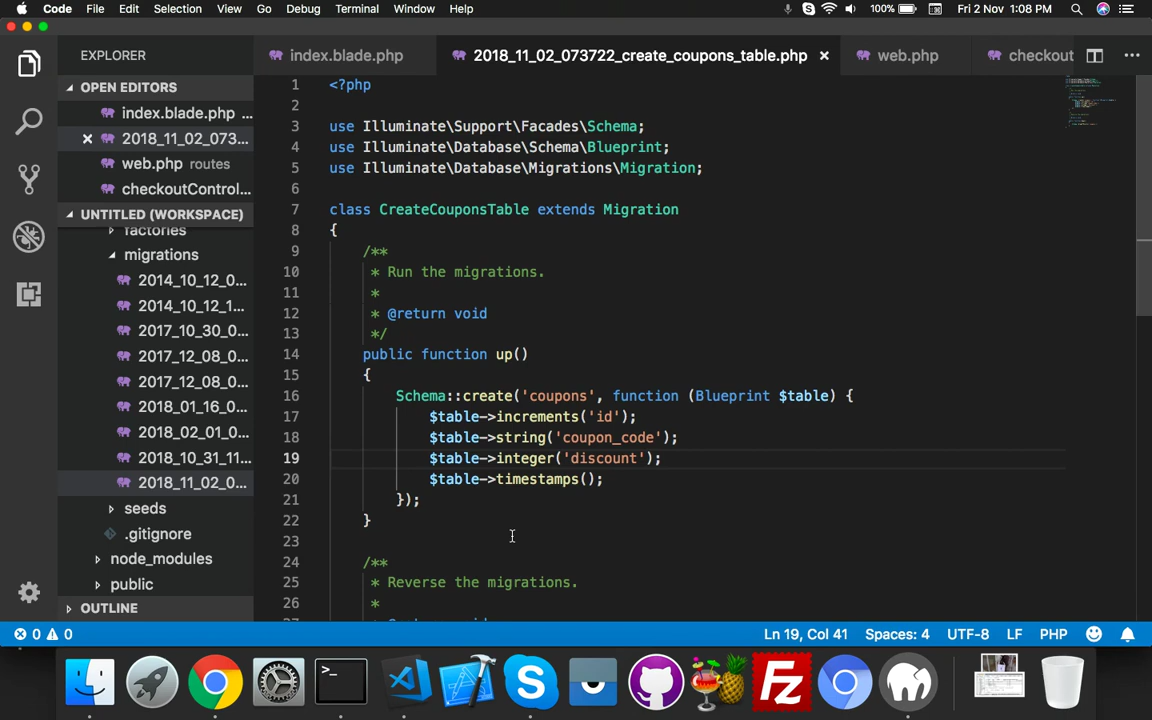 Code File Edit Selection View Go Debug Terminal Window Help 100% Fri 2 Nov 1:08 PM
EXPLORER
index.blade.php 2018_11_02_073722_create_coupons_table.php × web.php checkout
OPEN EDITORS
index.blade.php ...
× 2018_11_02_073...
web.php routes
checkoutControl...
UNTITLED (WORKSPACE)
factories
migrations
2014_10_12_0...
2014_10_12_1...
2017_10_30_0...
2017_12_08_0...
2017_12_08_0...
2018_01_16_0...
2018_02_01_0...
2018_10_31_11...
2018_11_02_0...
seeds
.gitignore
node_modules
public
OUTLINE
1 <?php
2
3 use Illuminate\Support\Facades\Schema;
4 use Illuminate\Database\Schema\Blueprint;
5 use Illuminate\Database\Migrations\Migration;
6
7 class CreateCouponsTable extends Migration
8 {
9 /**
10 * Run the migrations.
11 *
12 * @return void
13 */
14 public function up()
15 {
16 Schema::create('coupons', function (Blueprint $table) {
17 $table->increments('id');
18 $table->string('coupon_code');
19 $table->integer('discount');
20 $table->timestamps();
21 });
22 }
23
24 /**
25 * Reverse the migrations.
26 *
0 0 Ln 19, Col 41 Spaces: 4 UTF-8 LF PHP